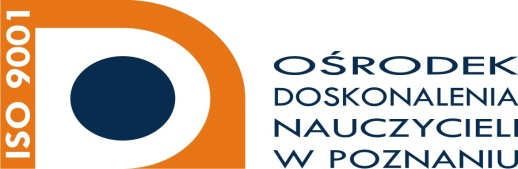 ISO 9001
OŚRODEK
DOSKONALENIA
NAUCZYCIELI
W POZNANIU